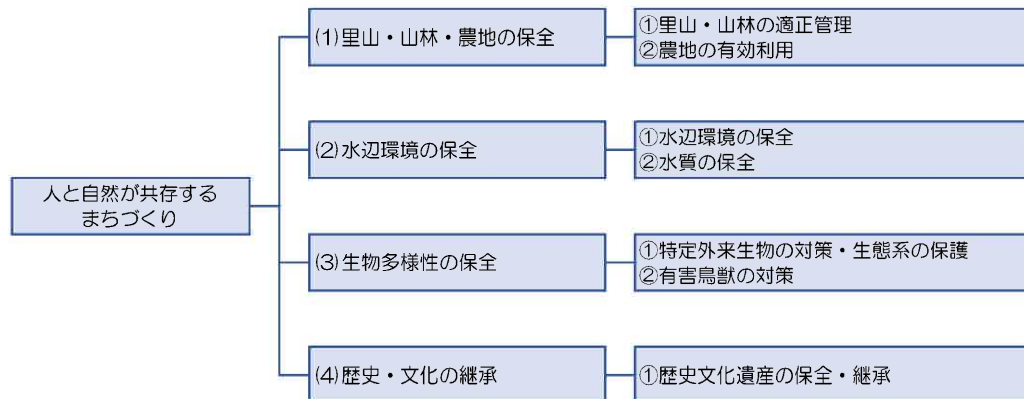 人と自然が共存する
まちづくり
(1)里山・山林・農地の保全
①里山・山林の適正管理
②農地の有効利用
(2)水辺環境の保全
①水辺環境の保全
②水質の保全
(3)生物多様性の保全
①特定外来生物の対策・生態系の保護
②有害鳥獣の対策
(4)歴史・文化の継承
①歴史文化遺産の保全・継承